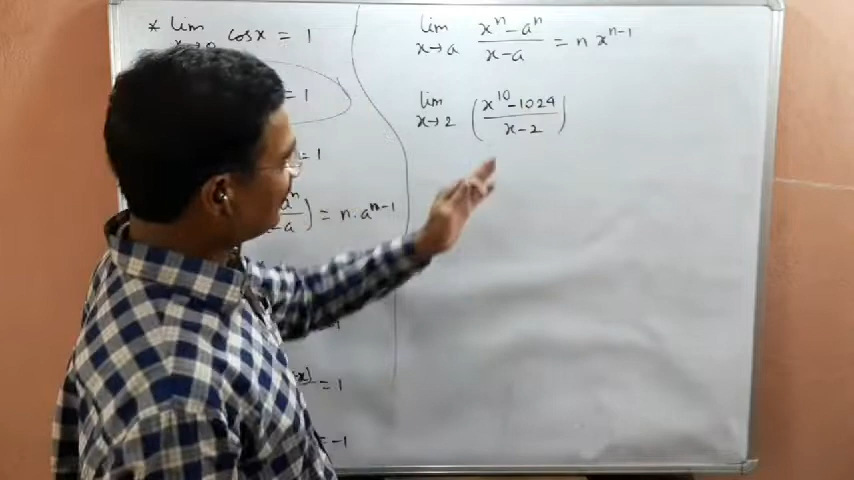 * lim x→0 cosx = 1
= 1
= 1
aⁿ / -a ) = n·aⁿ⁻¹
= 1
= -1
lim x→a (xⁿ-aⁿ)/(x-a) = n xⁿ⁻¹
lim x→2 ((x¹⁰-1024)/(x-2))